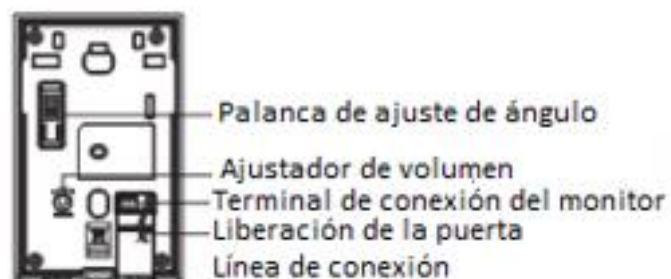 Palanca de ajuste de ángulo
Ajustador de volumen
Terminal de conexión del monitor
Liberación de la puerta
Línea de conexión